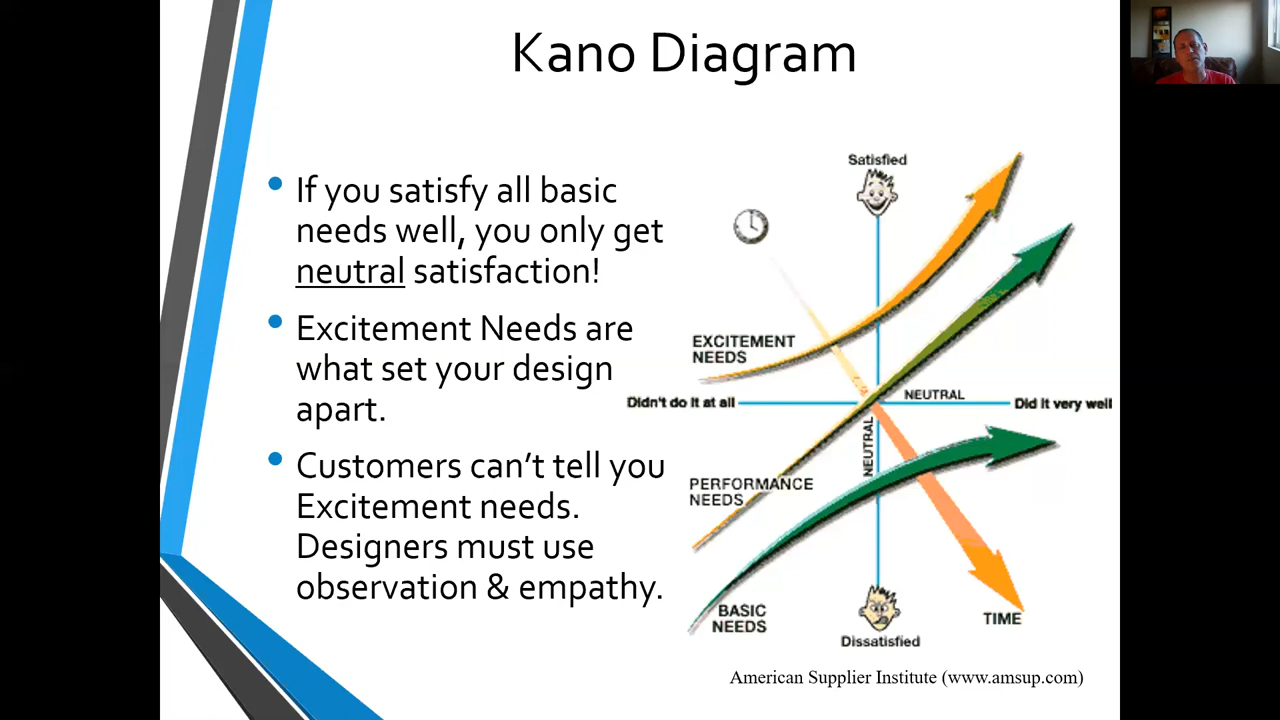 Kano Diagram
If you satisfy all basic
needs well, you only get
neutral satisfaction!
Excitement Needs are
what set your design
apart.
Customers can't tell you
Excitement needs.
Designers must use
observation & empathy.
Satisfied
EXCITEMENT
NEEDS
Didn't do it at all
NEUTRAL
Did it very well
NEUTRAL
PERFORMANCE
NEEDS
BASIC
NEEDS
TIME
Dissatisfied
American Supplier Institute (www.amsup.com)